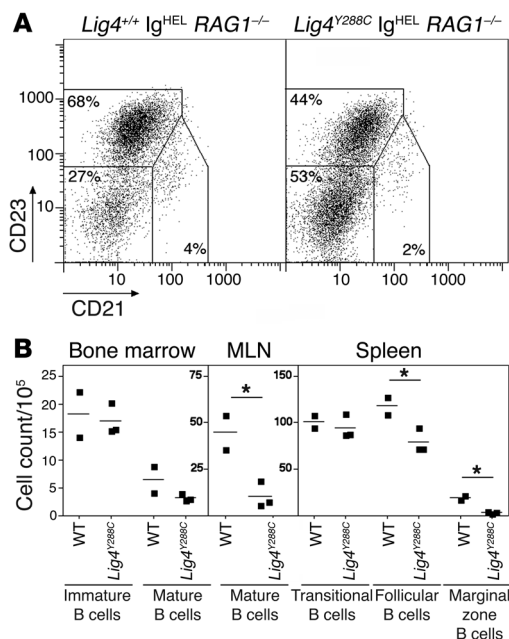 A
Lig4+/+ IgHEL RAG1–/–
Lig4Y288C IgHEL RAG1–/–
1000
100
10
CD23
68%
27%
4%
44%
53%
2%
10 100 1000
10 100 1000
CD21
B
Bone marrow
MLN
Spleen
Cell count/10^5
25
20
15
10
5
0
75
50
25
*
150
100
50
*
*
WT
Lig4Y288C
WT
Lig4Y288C
WT
Lig4Y288C
WT
Lig4Y288C
WT
Lig4Y288C
WT
Lig4Y288C
Immature
B cells
Mature
B cells
Mature
B cells
Transitional
B cells
Follicular
B cells
Marginal
zone
B cells